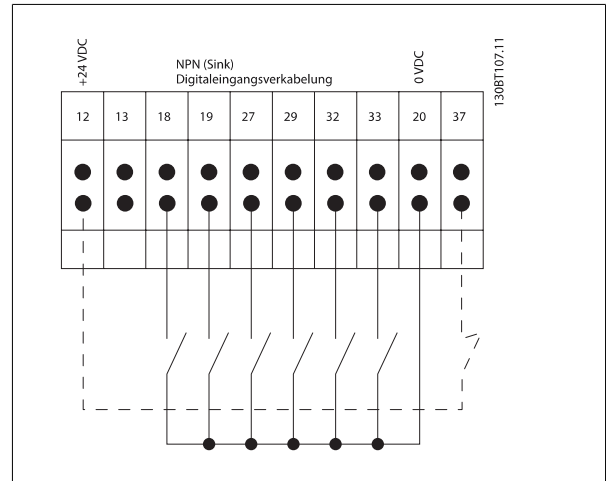 +24 VDC
NPN (Sink)
Digitaleingangsverkabelung
0 VDC
130BT107.11
12 13 18 19 27 29 32 33 20 37